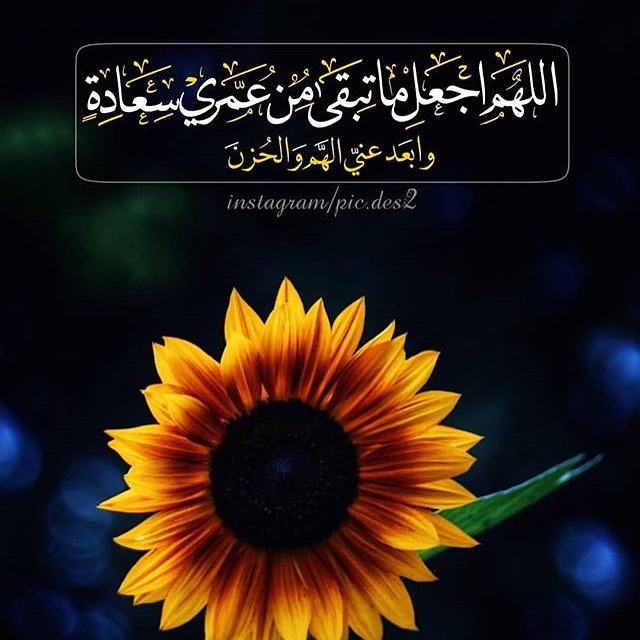 اللهم اجعل ما تبقى من عمري سعادة
وابعد عني الهم والحزن
instagram/pic.des2